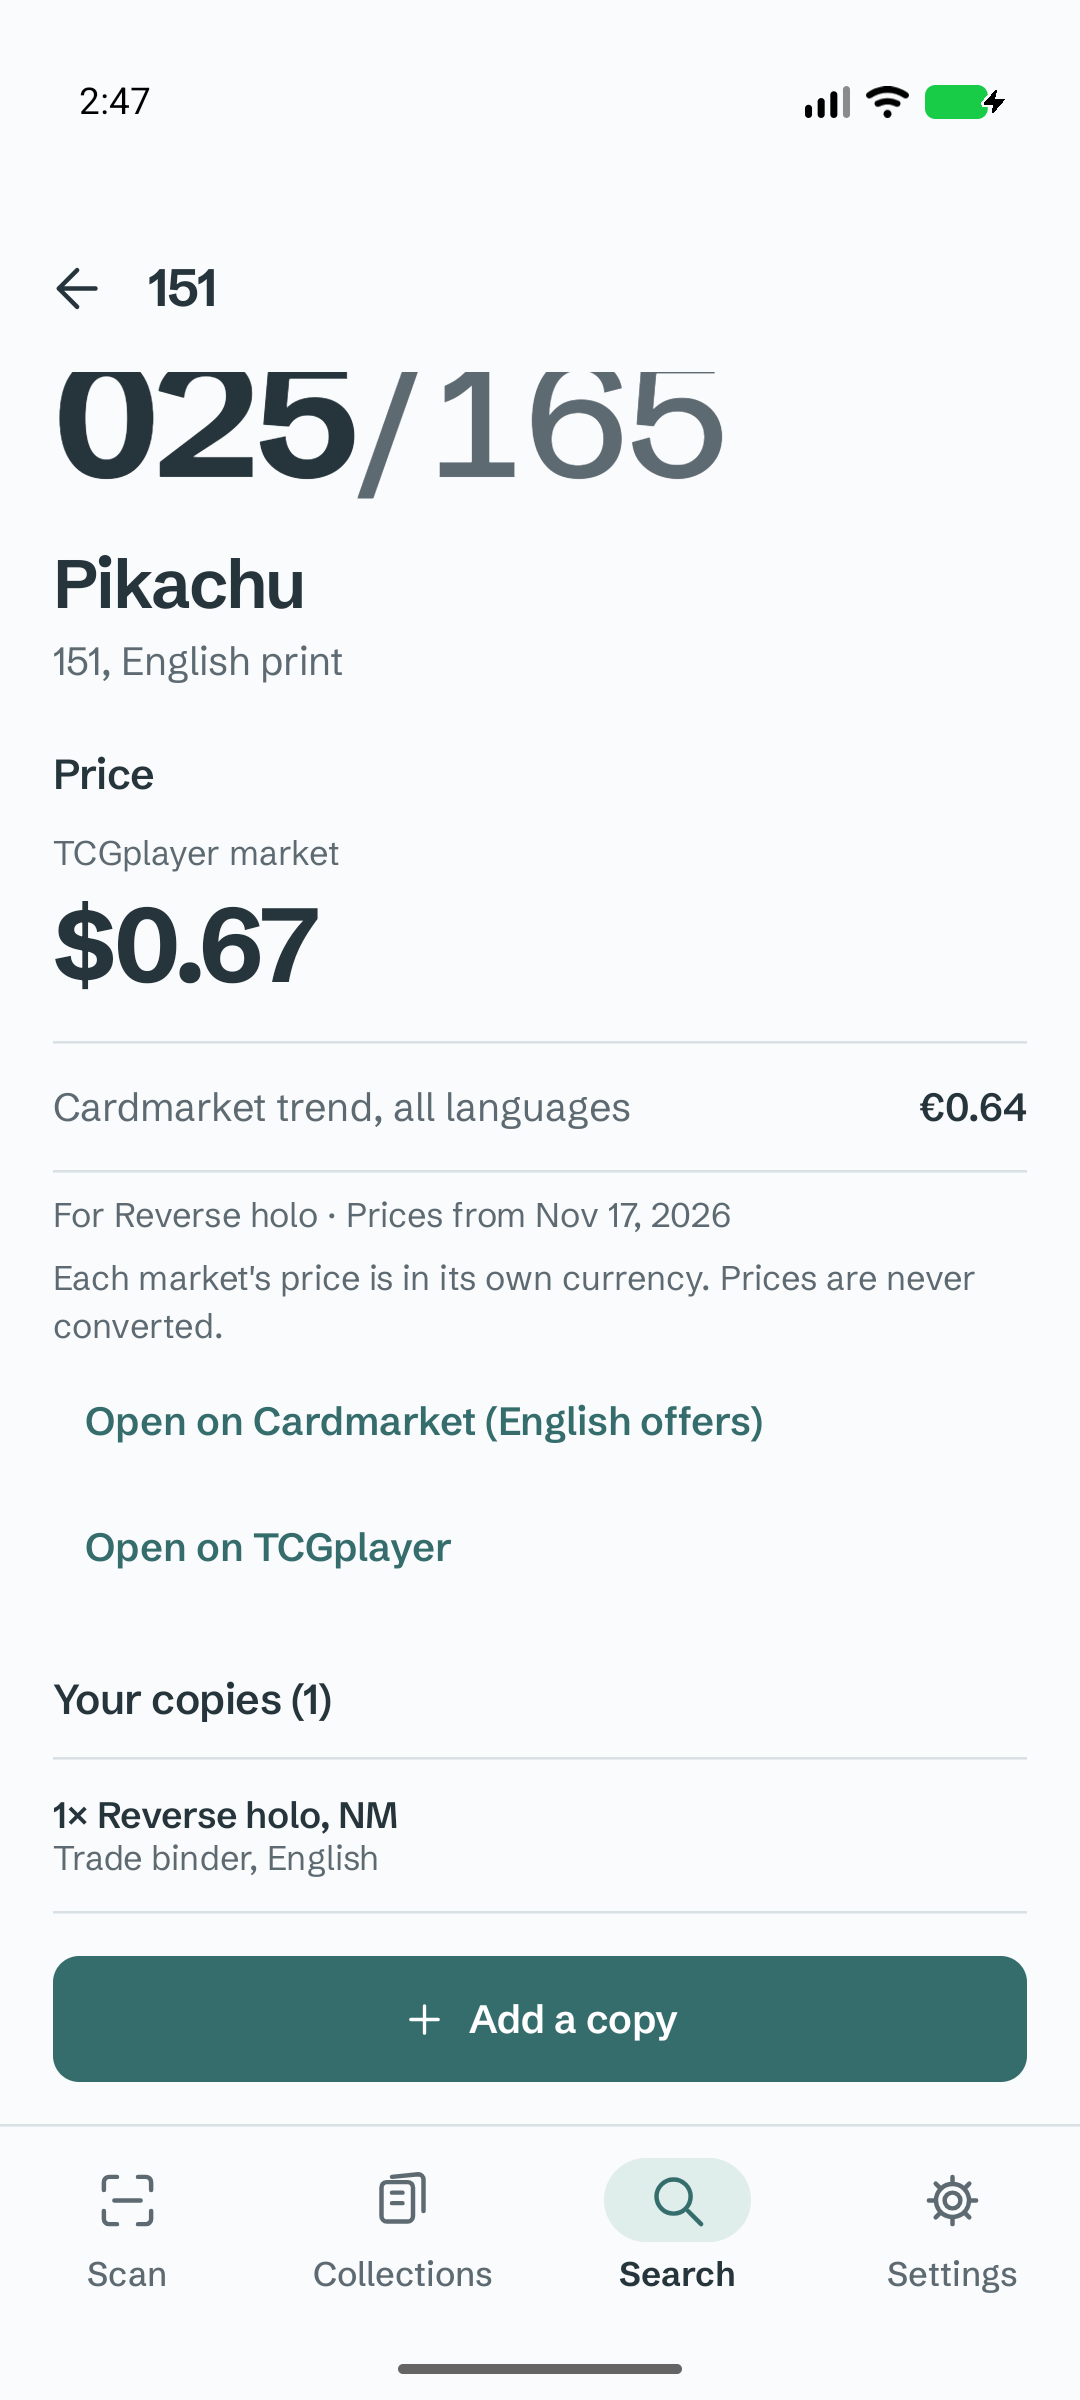 2:47
151
025/165
Pikachu
151, English print
Price
TCGplayer market
$0.67
Cardmarket trend, all languages €0.64
For Reverse holo · Prices from Nov 17, 2026
Each market's price is in its own currency. Prices are never
converted.
Open on Cardmarket (English offers)
Open on TCGplayer
Your copies (1)
1× Reverse holo, NM
Trade binder, English
+ Add a copy
Scan Collections Search Settings